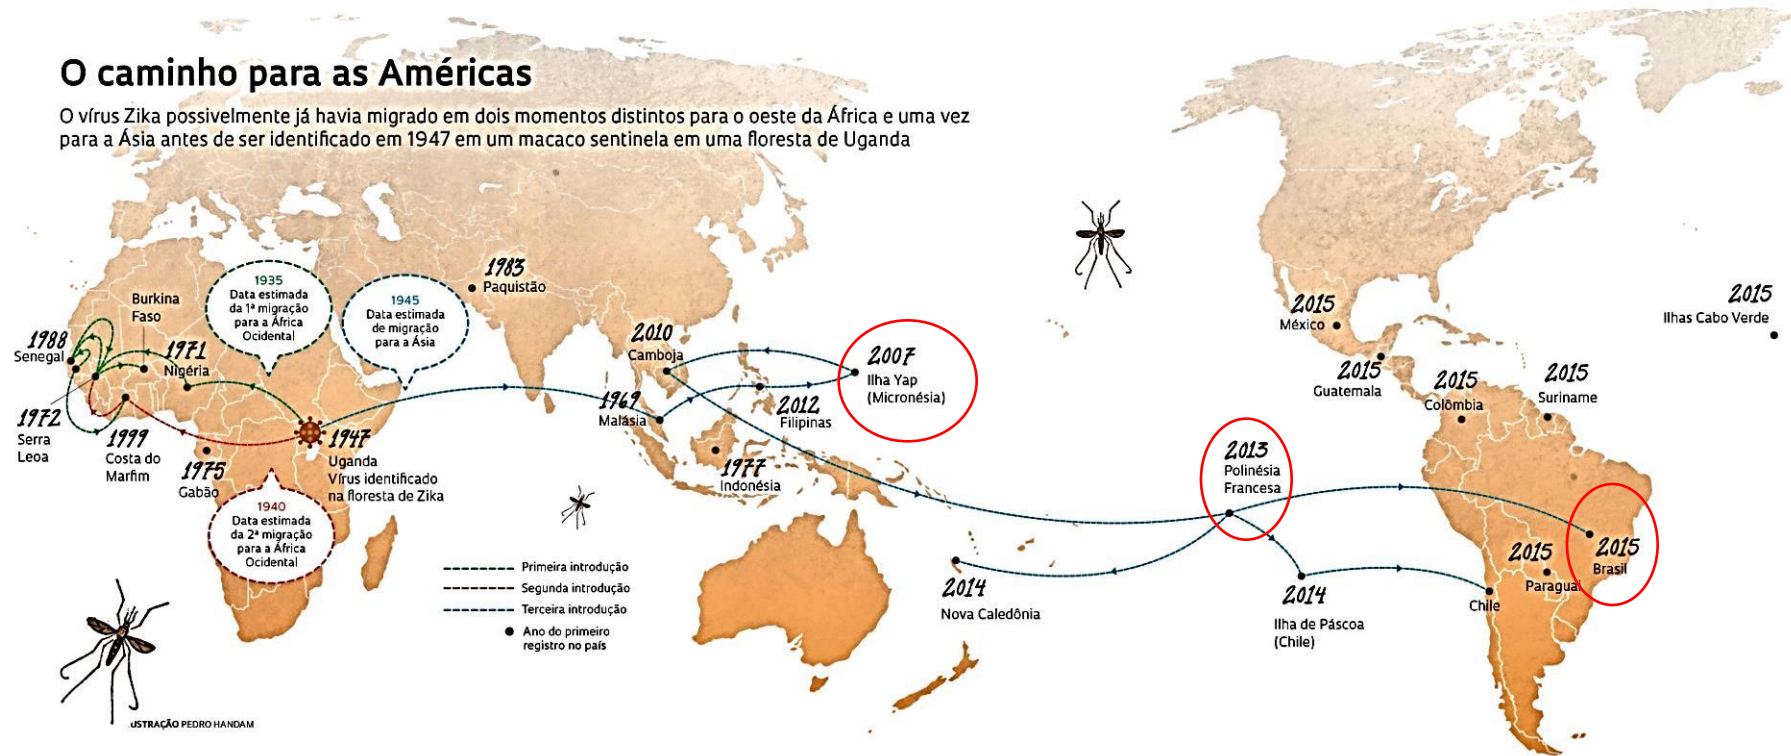 O caminho para as Américas
O vírus Zika possivelmente já havia migrado em dois momentos distintos para o oeste da África e uma vez
para a Ásia antes de ser identificado em 1947 em um macaco sentinela em uma floresta de Uganda
1935
Data estimada
da 1ª migração
para a África
Ocidental
1945
Data estimada
de migração
para a Ásia
1983
Paquistão
Burkina
Faso
1988
Senegal
1971
Nigéria
1972
Serra
Leoa
1999
Costa do
Marfim
1975
Gabão
1947
Uganda
Vírus identificado
na floresta de Zika
1940
Data estimada
da 2ª migração
para a África
Ocidental
2010
Camboja
1969
Malásia
2012
Filipinas
1977
Indonésia
2007
Ilha Yap
(Micronésia)
2013
Polinésia
Francesa
2014
Nova Caledônia
2014
Ilha de Páscoa
(Chile)
Chile
2015
México
2015
Guatemala
2015
Colômbia
2015
Suriname
2015
Ilhas Cabo Verde
2015
Paraguai
2015
Brasil
Primeira introdução
Segunda introdução
Terceira introdução
Ano do primeiro
registro no país
USTRAÇÃO PEDRO HANDAM